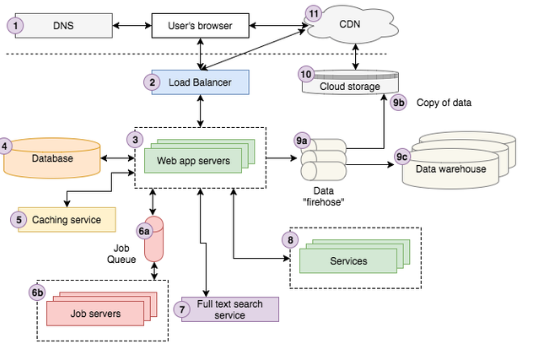 1
DNS
User's browser
11
CDN
2
Load Balancer
10
Cloud storage
9b
Copy of data
3
Web app servers
4
Database
9a
Data
"firehose"
9c
Data warehouse
5
Caching service
6a
Job
Queue
8
Services
6b
Job servers
7
Full text search
service